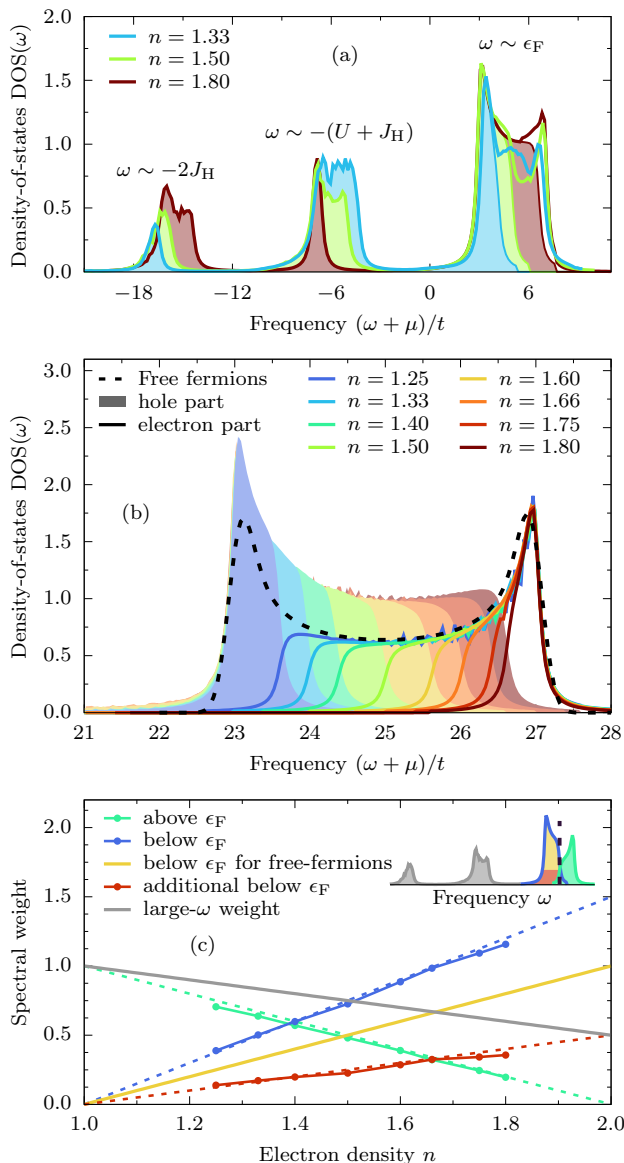 Density-of-states DOS(ω)
0.0
0.5
1.0
1.5
2.0
n = 1.33
n = 1.50
n = 1.80
(a)
ω ∼ ϵF
ω ∼ −(U + JH)
ω ∼ −2JH
−18
−12
−6
0
6
Frequency (ω + μ)/t
Density-of-states DOS(ω)
0.0
0.5
1.0
1.5
2.0
2.5
3.0
Free fermions
hole part
electron part
n = 1.25
n = 1.33
n = 1.40
n = 1.50
n = 1.60
n = 1.66
n = 1.75
n = 1.80
(b)
21
22
23
24
25
26
27
28
Frequency (ω + μ)/t
Spectral weight
0.0
0.5
1.0
1.5
2.0
above ϵF
below ϵF
below ϵF for free-fermions
additional below ϵF
large-ω weight
Frequency ω
(c)
1.0
1.2
1.4
1.6
1.8
2.0
Electron density n